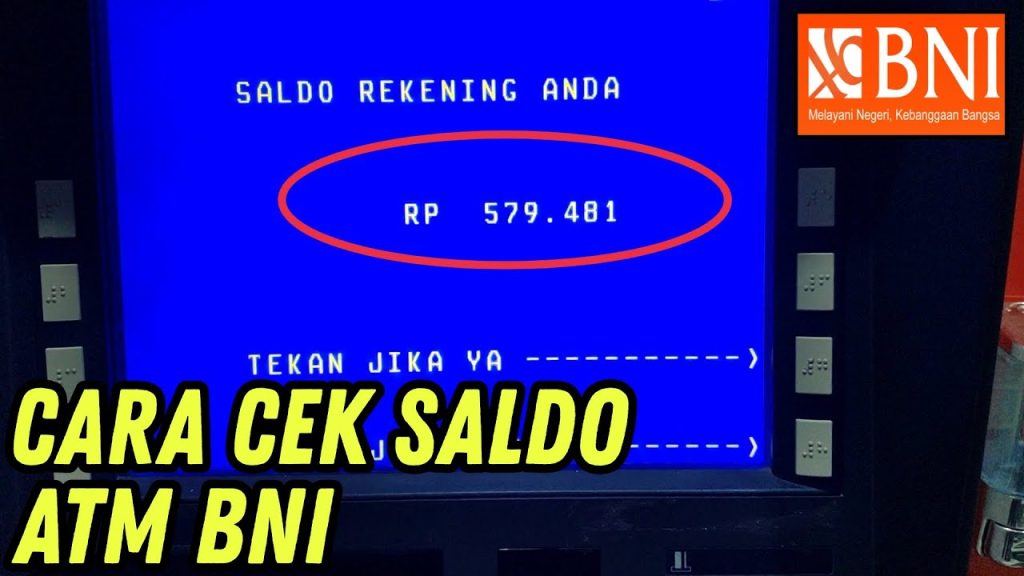 BNI
Melayani Negeri, Kebanggaan Bangsa
SALDO REKENING ANDA
RP 579.481
TEKAN JIKA YA -----------❭
CARA CEK SALDO
ATM BNI